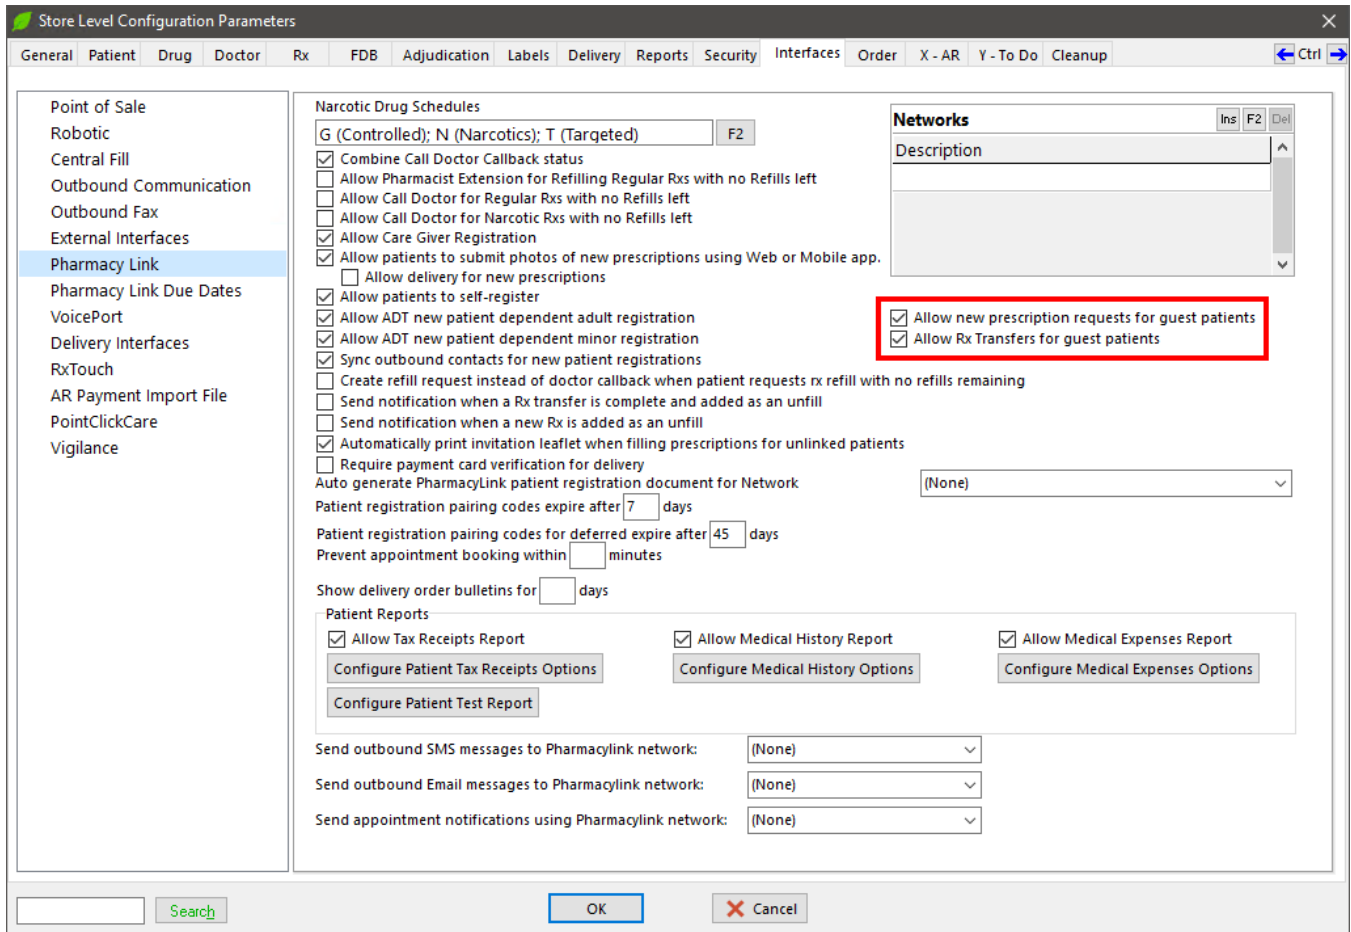 Store Level Configuration Parameters
General Patient Drug Doctor Rx FDB Adjudication Labels Delivery Reports Security Interfaces Order X - AR Y - To Do Cleanup Ctrl
Point of Sale
Robotic
Central Fill
Outbound Communication
Outbound Fax
External Interfaces
Pharmacy Link
Pharmacy Link Due Dates
VoicePort
Delivery Interfaces
RxTouch
AR Payment Import File
PointClickCare
Vigilance
Narcotic Drug Schedules
G (Controlled); N (Narcotics); T (Targeted) F2
Combine Call Doctor Callback status
Allow Pharmacist Extension for Refilling Regular Rxs with no Refills left
Allow Call Doctor for Regular Rxs with no Refills left
Allow Call Doctor for Narcotic Rxs with no Refills left
Allow Care Giver Registration
Allow patients to submit photos of new prescriptions using Web or Mobile app.
Allow delivery for new prescriptions
Allow patients to self-register
Allow ADT new patient dependent adult registration
Allow ADT new patient dependent minor registration
Sync outbound contacts for new patient registrations
Networks Ins F2 Del
Description
Allow new prescription requests for guest patients
Allow Rx Transfers for guest patients
Create refill request instead of doctor callback when patient requests rx refill with no refills remaining
Send notification when a Rx transfer is complete and added as an unfill
Send notification when a new Rx is added as an unfill
Automatically print invitation leaflet when filling prescriptions for unlinked patients
Require payment card verification for delivery
Auto generate PharmacyLink patient registration document for Network (None)
Patient registration pairing codes expire after 7 days
Patient registration pairing codes for deferred expire after 45 days
Prevent appointment booking within minutes
Show delivery order bulletins for days
Patient Reports
Allow Tax Receipts Report Allow Medical History Report Allow Medical Expenses Report
Configure Patient Tax Receipts Options Configure Medical History Options Configure Medical Expenses Options
Configure Patient Test Report
Send outbound SMS messages to Pharmacylink network: (None)
Send outbound Email messages to Pharmacylink network: (None)
Send appointment notifications using Pharmacylink network: (None)
Search OK Cancel